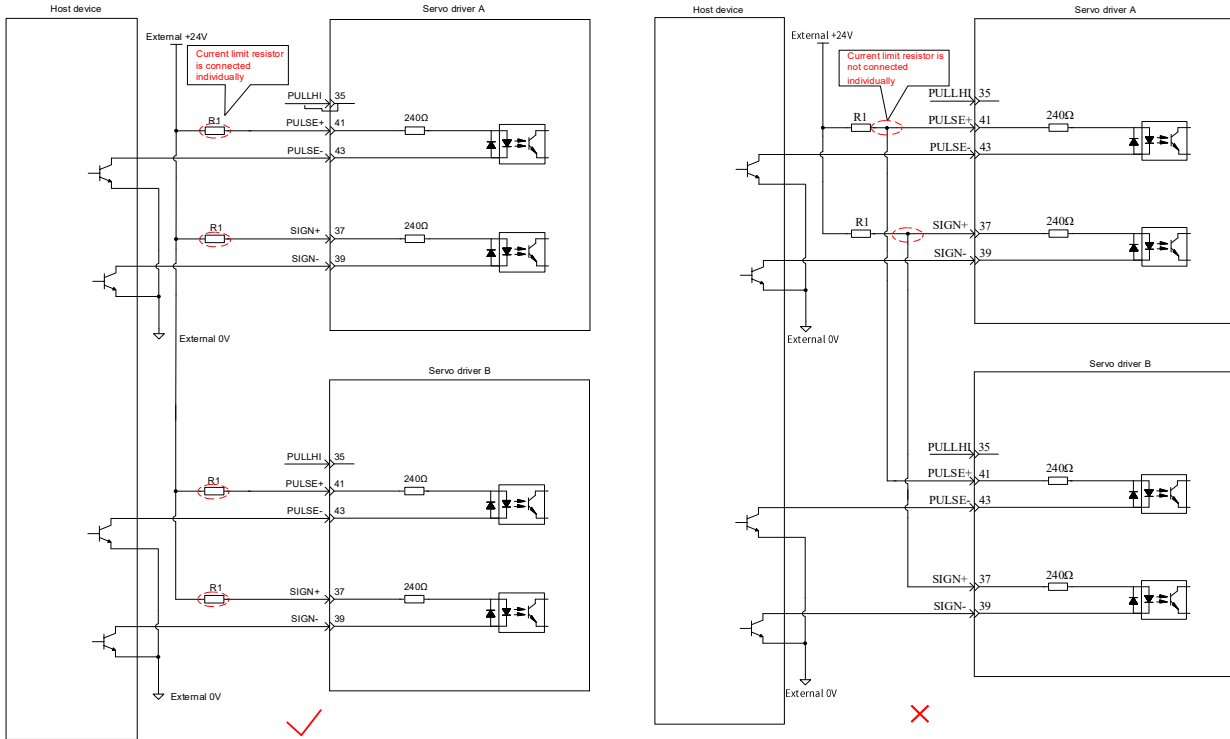 Host device
Servo driver A
External +24V
Current limit resistor
is connected
individually
PULLHI
35
R1
PULSE+
41
240Ω
PULSE-
43
R1
SIGN+
37
240Ω
SIGN-
39
External 0V
Servo driver B
PULLHI
35
R1
PULSE+
41
240Ω
PULSE-
43
R1
SIGN+
37
240Ω
SIGN-
39
External 0V
Host device
Servo driver A
External +24V
Current limit resistor is
not connected
individually
PULLHI
35
R1
PULSE+
41
240Ω
PULSE-
43
R1
SIGN+
37
240Ω
SIGN-
39
External 0V
Servo driver B
PULLHI
35
PULSE+
41
240Ω
PULSE-
43
SIGN+
37
240Ω
SIGN-
39
External 0V